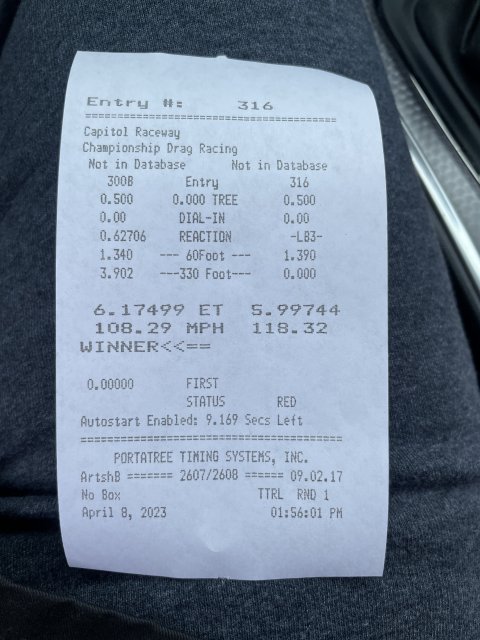 Entry #: 316
=====================================
Capitol Raceway
Championship Drag Racing
Not in Database Not in Database
300B Entry 316
0.500 0.000 TREE 0.500
0.00 DIAL-IN 0.00
0.62706 REACTION -LB3-
1.340 --- 60Foot --- 1.390
3.902 ---330 Foot--- 0.000
6.17499 ET 5.99744
108.29 MPH 118.32
WINNER<<==
0.00000 FIRST
STATUS RED
Autostart Enabled: 9.169 Secs Left
=====================================
PORTATREE TIMING SYSTEMS, INC.
ArtshB ======= 2607/2608 ====== 09.02.17
No Box TTRL RND 1
April 8, 2023 01:56:01 PM